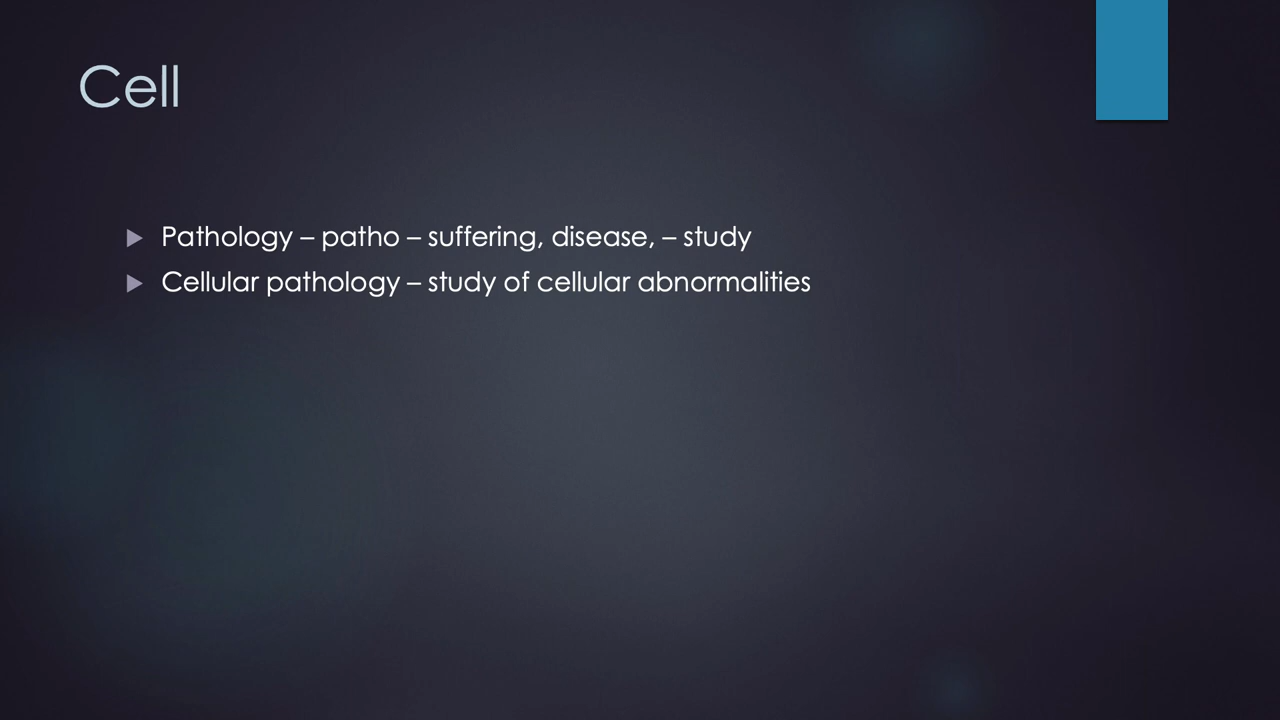 Cell
Pathology – patho – suffering, disease, – study
Cellular pathology – study of cellular abnormalities